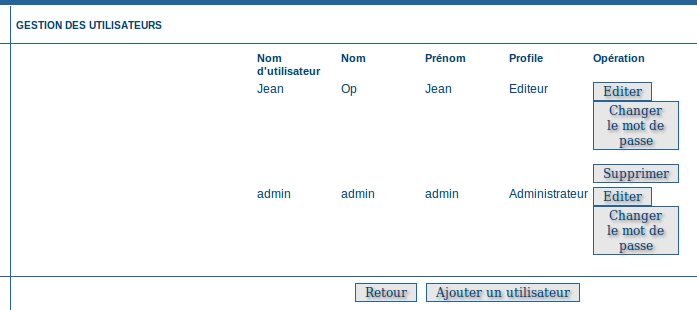 GESTION DES UTILISATEURS
Nom Nom Prénom Profile Opération
d'utilisateur
Jean Op Jean Editeur Editer
Changer
le mot de
passe
Supprimer
admin admin admin Administrateur Editer
Changer
le mot de
passe
Retour Ajouter un utilisateur